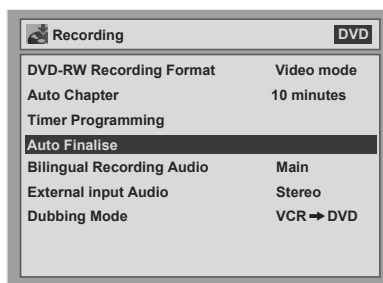 Recording DVD
DVD-RW Recording Format Video mode
Auto Chapter 10 minutes
Timer Programming
Auto Finalise
Bilingual Recording Audio Main
External input Audio Stereo
Dubbing Mode VCR ➡ DVD